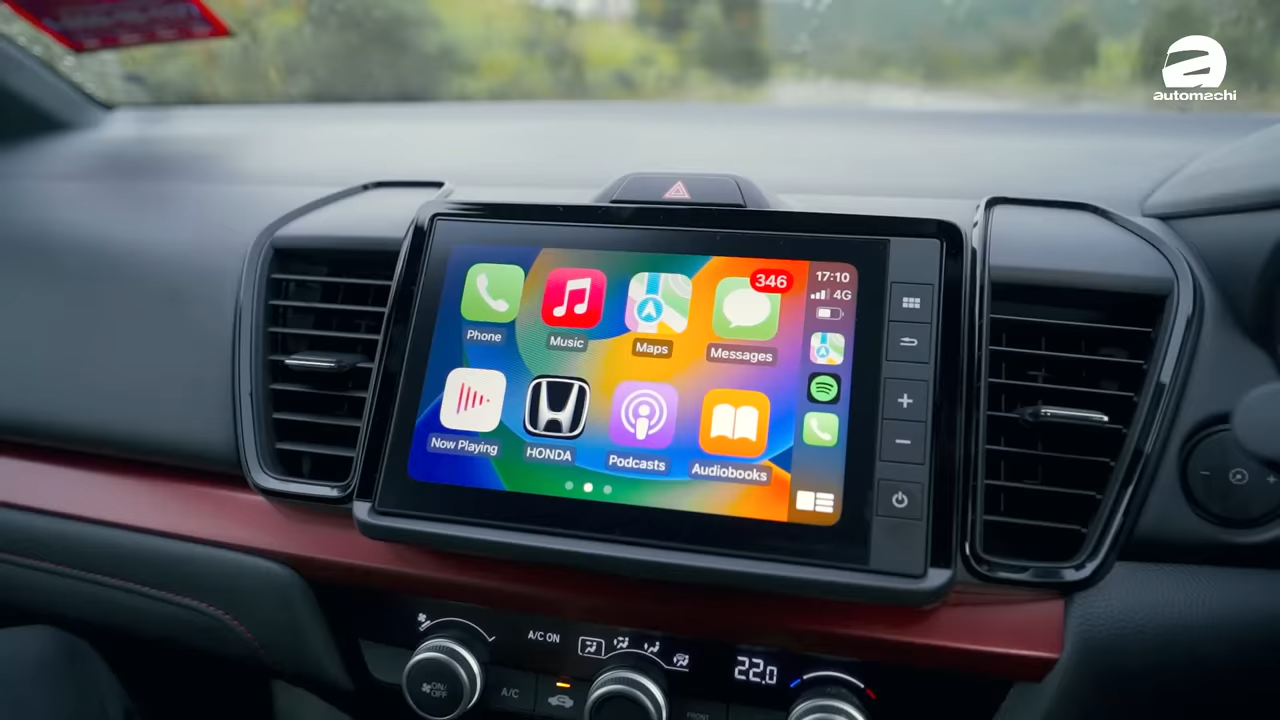 automachi
346
17:10
4G
Phone
Music
Maps
Messages
Now Playing
HONDA
Podcasts
Audiobooks
A/C ON
22.0
ON/
OFF
A/C
FRONT